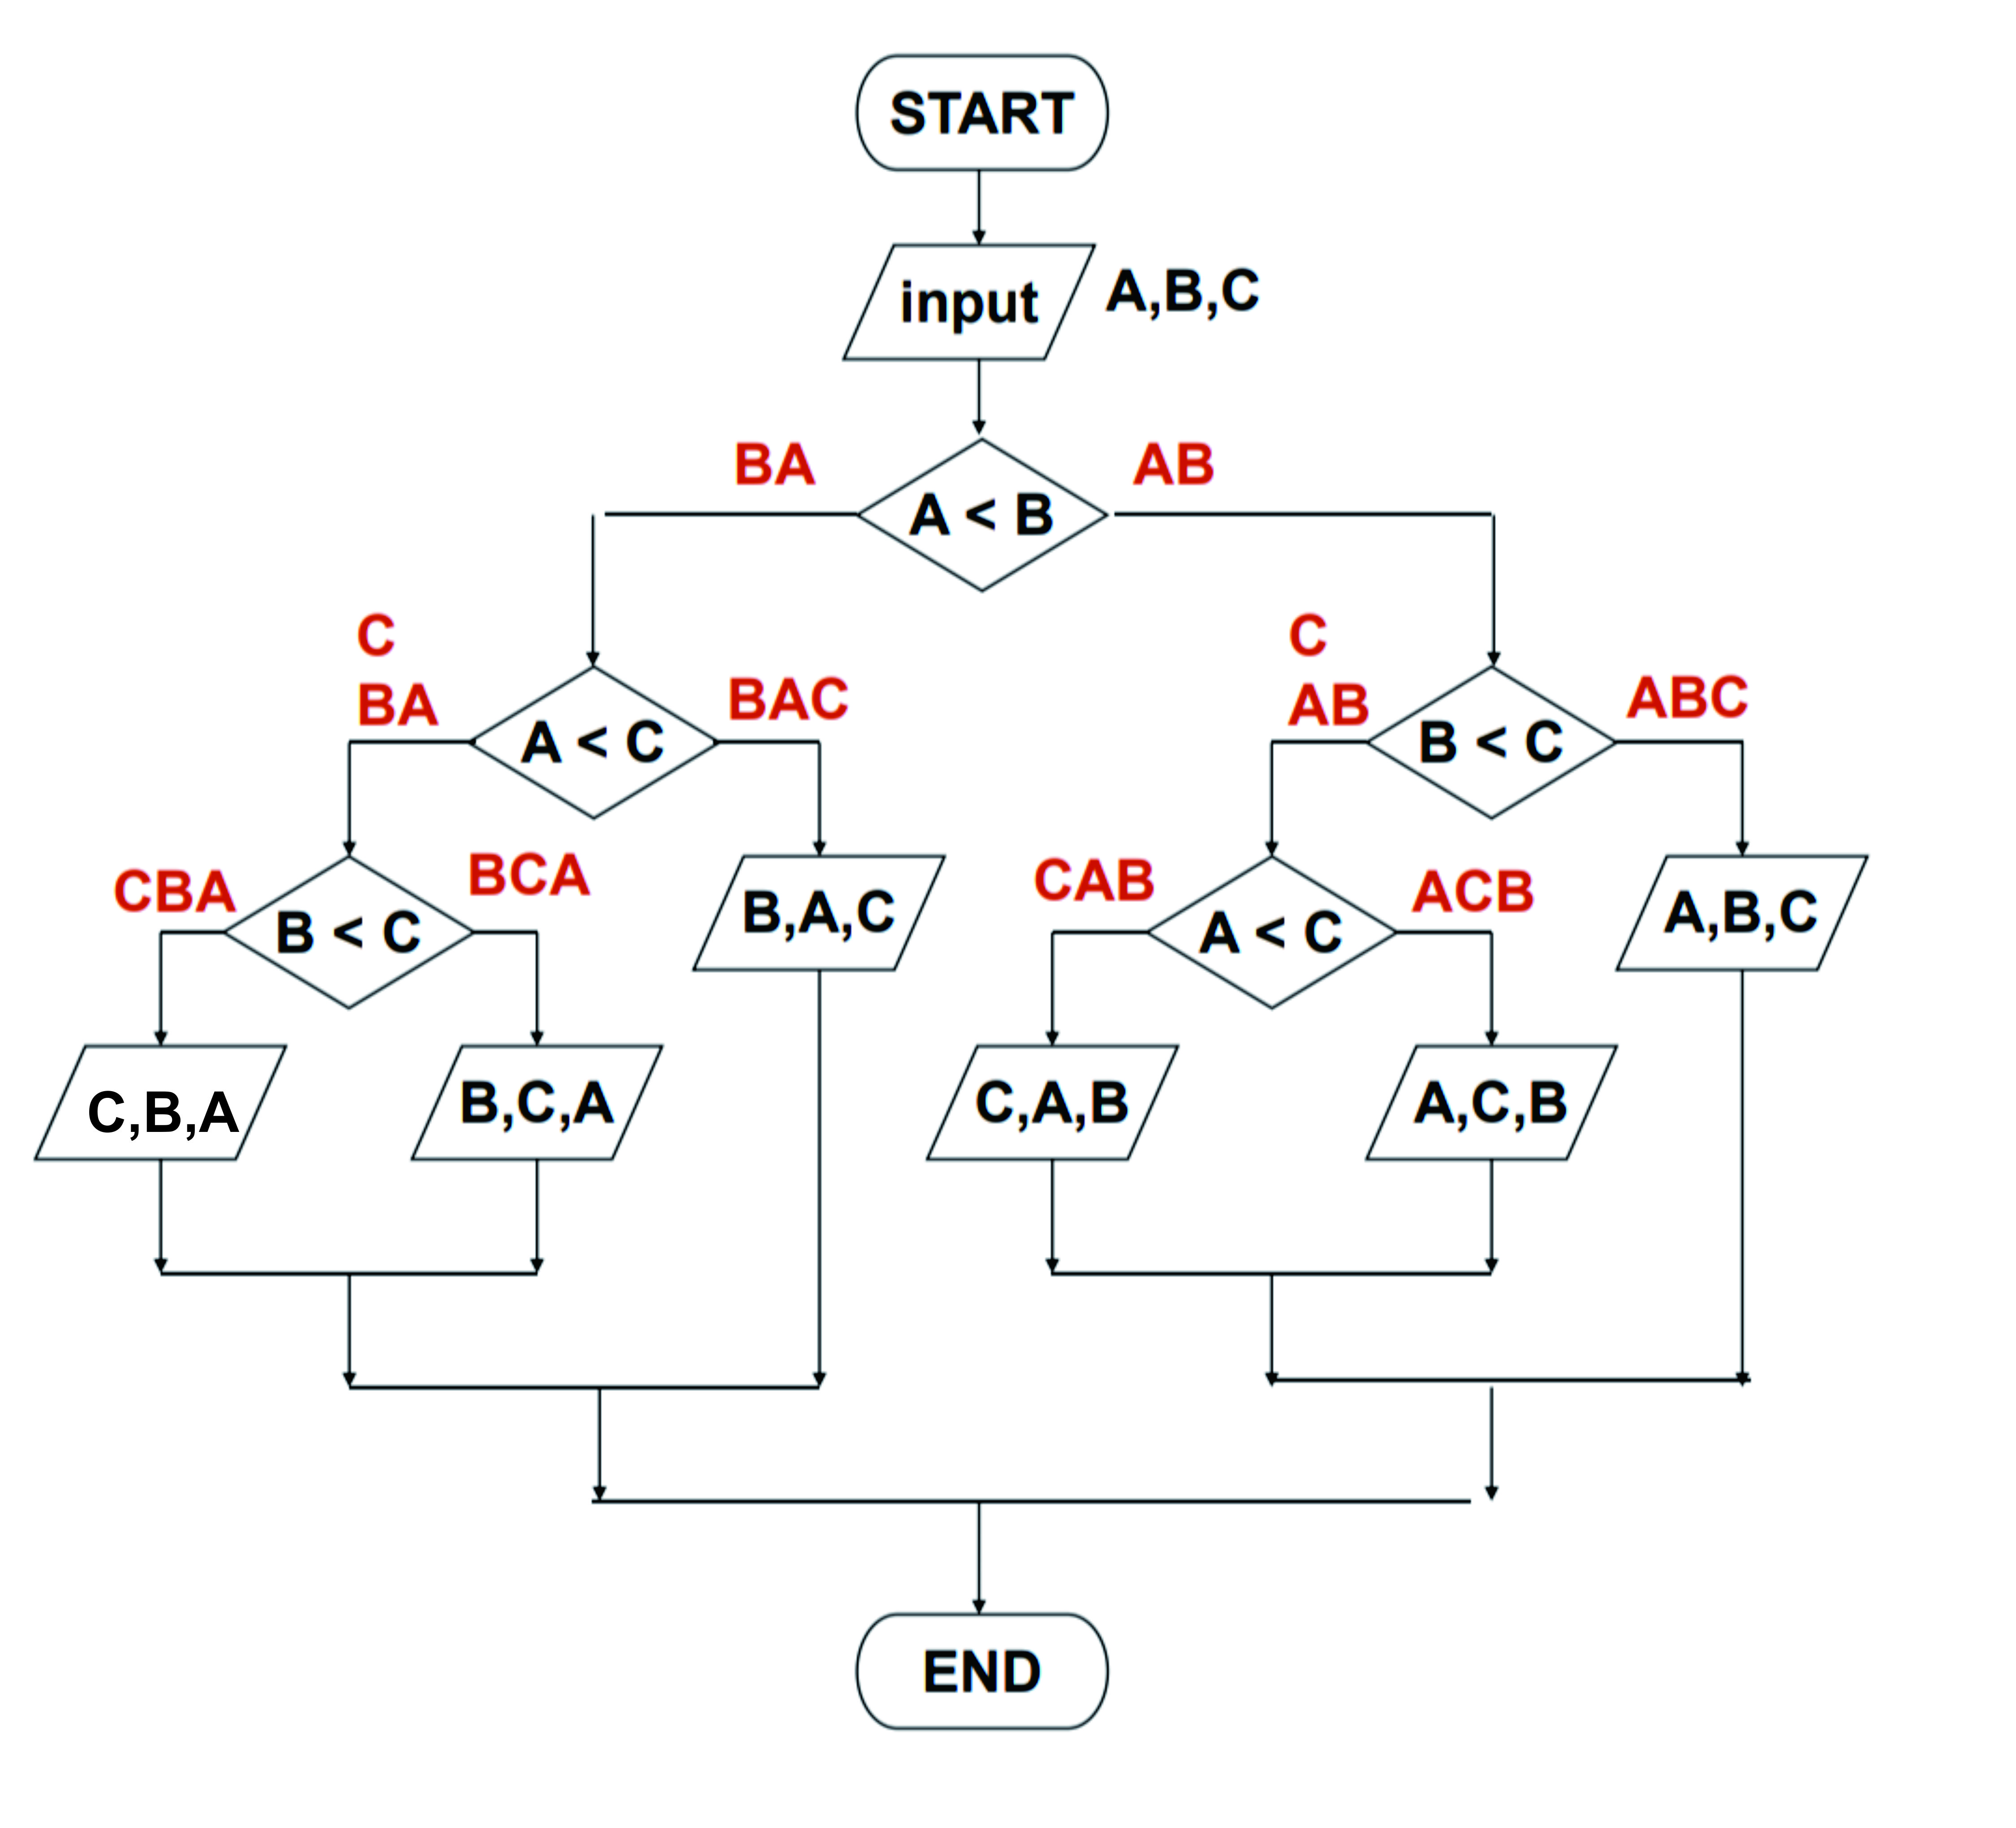 START
input
A,B,C
BA
AB
A < B
C
BA
BAC
A < C
C
AB
ABC
B < C
CBA
BCA
B < C
B,A,C
CAB
ACB
A < C
A,B,C
C,B,A
B,C,A
C,A,B
A,C,B
END